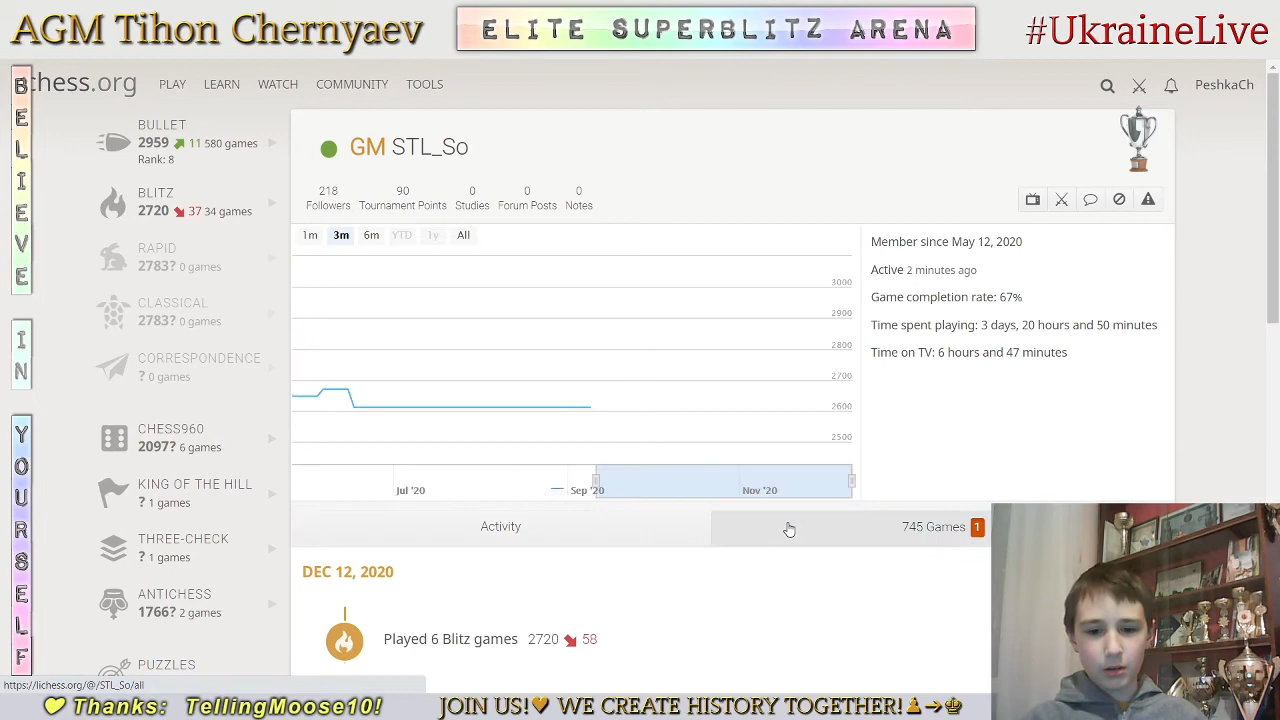 AGM Tihon Chernyaev
ELITE SUPERBLITZ ARENA
#UkraineLive
BELIEVE
IN
YOURSELF
chess.org
PLAY
LEARN
WATCH
COMMUNITY
TOOLS
PeshkaCh
BULLET
2959 11 580 games
Rank: 8
BLITZ
2720 37 34 games
RAPID
2783? 0 games
CLASSICAL
2783? 0 games
CORRESPONDENCE
? 0 games
CHESS960
2097? 6 games
KING OF THE HILL
? 1 games
THREE-CHECK
? 1 games
ANTICHESS
1766? 2 games
PUZZLES
GM STL_So
218
Followers
90
Tournament Points
0
Studies
0
Forum Posts
0
Notes
1m 3m 6m YTD 1y All
3000
2900
2800
2700
2600
2500
Jul '20
Sep '20
Nov '20
Member since May 12, 2020
Active 2 minutes ago
Game completion rate: 67%
Time spent playing: 3 days, 20 hours and 50 minutes
Time on TV: 6 hours and 47 minutes
Activity
745 Games 1
DEC 12, 2020
Played 6 Blitz games 2720 58
https://lichess.org/@/STL_So/all
Thanks: TellingMoose10!
JOIN US! WE CREATE HISTORY TOGETHER!